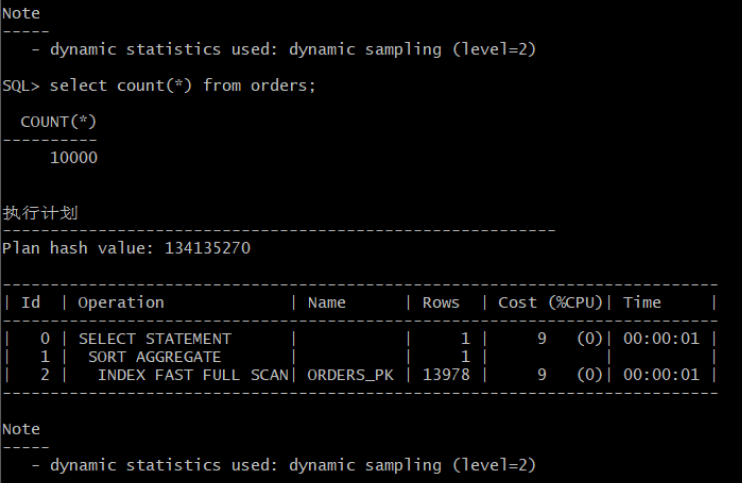 Note
-----
   - dynamic statistics used: dynamic sampling (level=2)
SQL> select count(*) from orders;
  COUNT(*)
----------
     10000
执行计划
----------------------------------------------------------
Plan hash value: 134135270
---------------------------------------------------------------------------
| Id  | Operation             | Name      | Rows  | Cost (%CPU)| Time     |
---------------------------------------------------------------------------
|   0 | SELECT STATEMENT      |           |     1 |     9   (0)| 00:00:01 |
|   1 |  SORT AGGREGATE       |           |     1 |            |          |
|   2 |   INDEX FAST FULL SCAN| ORDERS_PK | 13978 |     9   (0)| 00:00:01 |
---------------------------------------------------------------------------
Note
-----
   - dynamic statistics used: dynamic sampling (level=2)